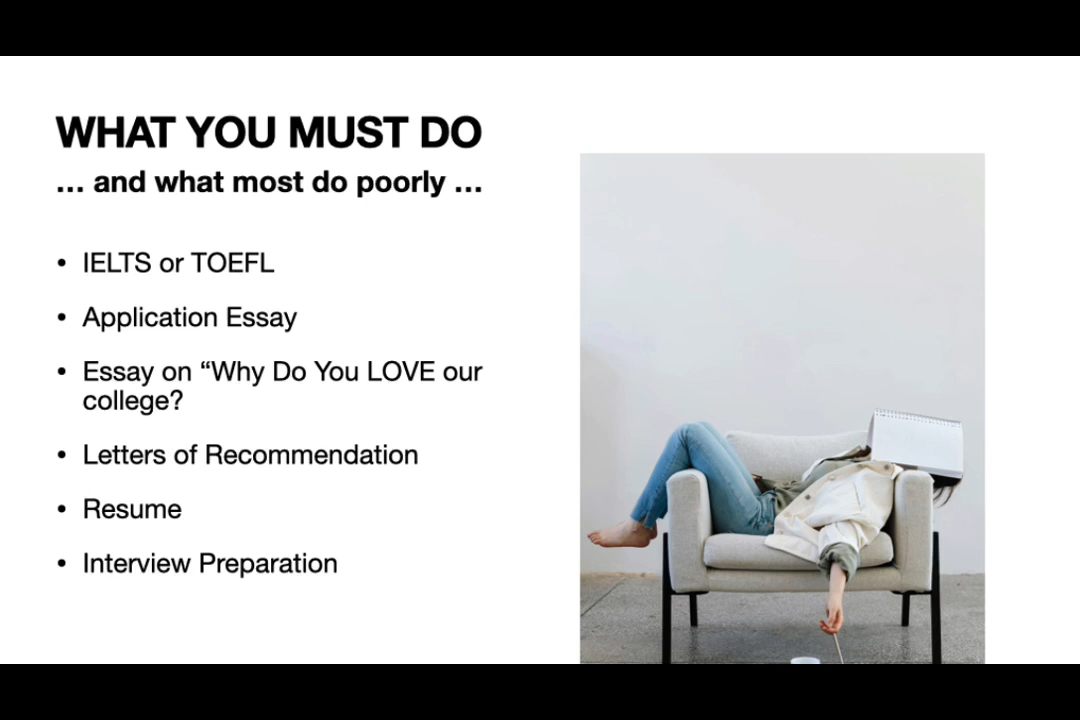 WHAT YOU MUST DO
... and what most do poorly ...
• IELTS or TOEFL
• Application Essay
• Essay on “Why Do You LOVE our
college?
• Letters of Recommendation
• Resume
• Interview Preparation